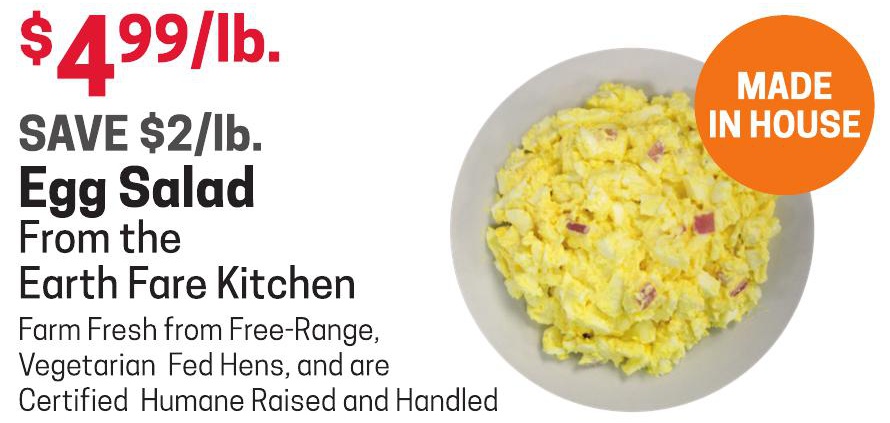 $4.99/lb.
SAVE $2/lb.
Egg Salad
From the
Earth Fare Kitchen
Farm Fresh from Free-Range,
Vegetarian Fed Hens, and are
Certified Humane Raised and Handled
MADE
IN HOUSE